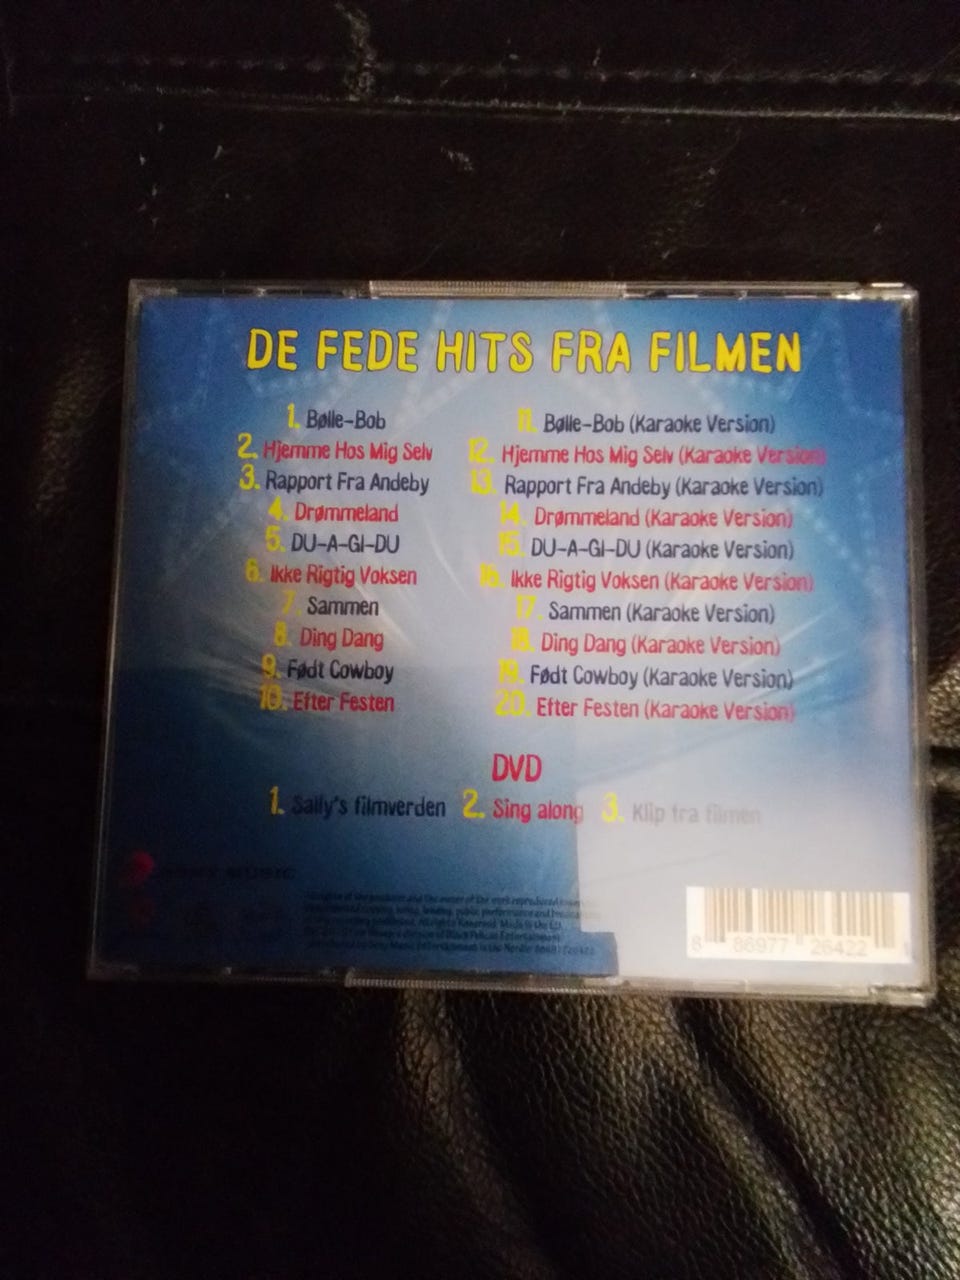 DE FEDE HITS FRA FILMEN
1. Bølle-Bob
2. Hjemme Hos Mig Selv
3. Rapport Fra Andeby
4. Drømmeland
5. DU-A-GI-DU
6. Ikke Rigtig Voksen
7. Sammen
8. Ding Dang
9. Født Cowboy
10. Efter Festen
11. Bølle-Bob (Karaoke Version)
12. Hjemme Hos Mig Selv (Karaoke Version)
13. Rapport Fra Andeby (Karaoke Version)
14. Drømmeland (Karaoke Version)
15. DU-A-GI-DU (Karaoke Version)
16. Ikke Rigtig Voksen (Karaoke Version)
17. Sammen (Karaoke Version)
18. Ding Dang (Karaoke Version)
19. Født Cowboy (Karaoke Version)
20. Efter Festen (Karaoke Version)
DVD
1. Sally's filmverden 2. Sing along 3. Klip fra filmen
SONY MUSIC
8 86977 26422